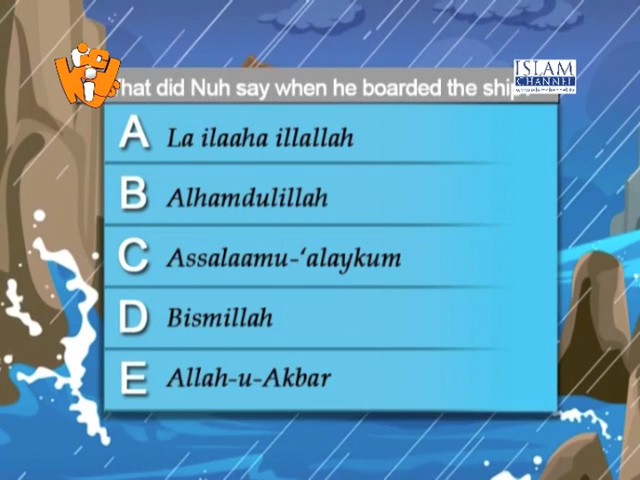 ISLAM
CHANNEL
hat did Nuh say when he boarded the ship
A La ilaaha illallah
B Alhamdulillah
C Assalaamu-‘alaykum
D Bismillah
E Allah-u-Akbar